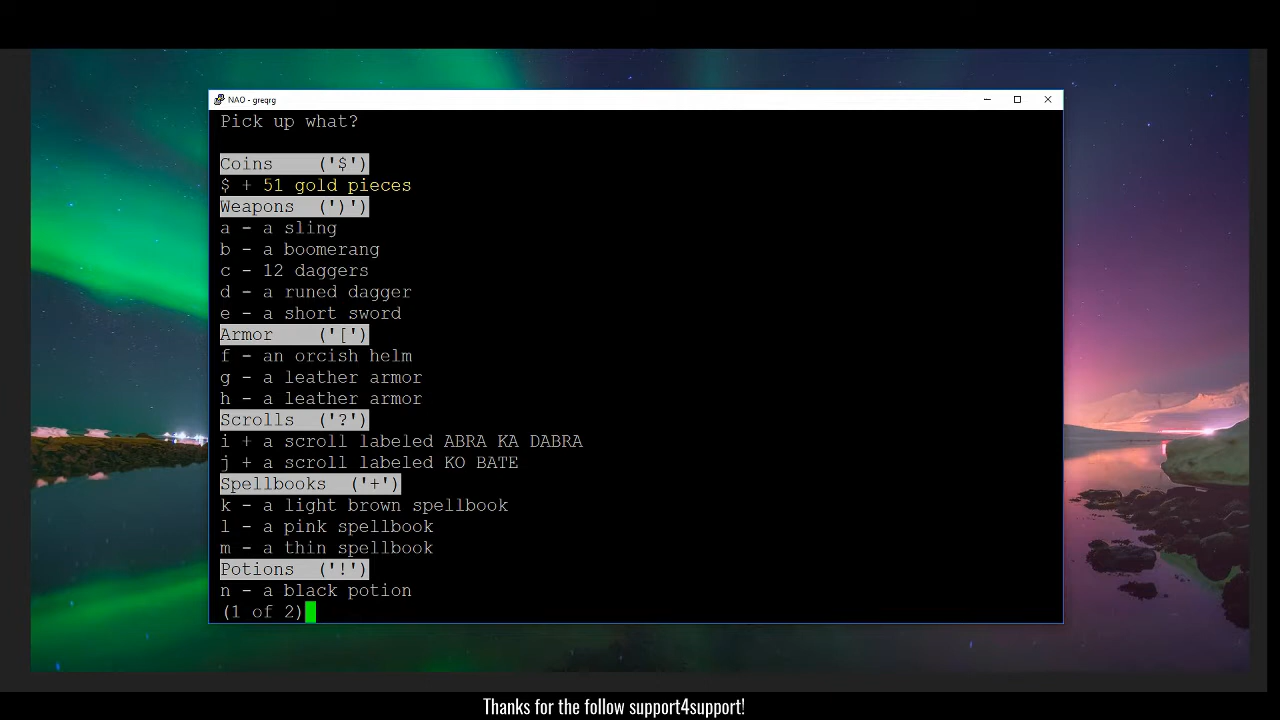 NAO - greqrg
Pick up what?
Coins    ('$')
$ + 51 gold pieces
Weapons  (')')
a - a sling
b - a boomerang
c - 12 daggers
d - a runed dagger
e - a short sword
Armor    ('[')
f - an orcish helm
g - a leather armor
h - a leather armor
Scrolls  ('?')
i + a scroll labeled ABRA KA DABRA
j + a scroll labeled KO BATE
Spellbooks  ('+')
k - a light brown spellbook
l - a pink spellbook
m - a thin spellbook
Potions  ('!')
n - a black potion
(1 of 2)
Thanks for the follow support4support!